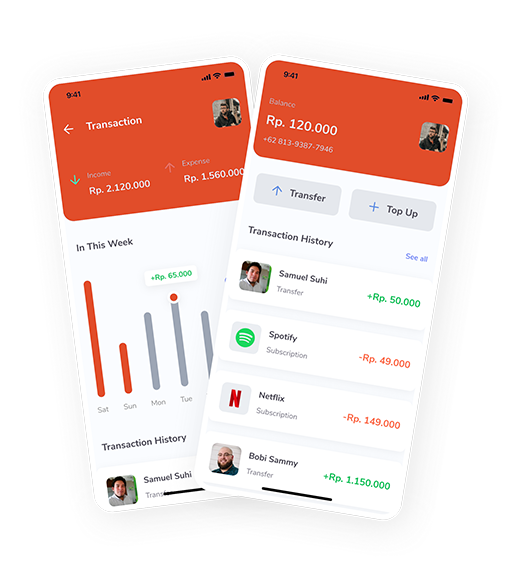 9:41
Transaction
Income
Rp. 2.120.000
Expense
Rp. 1.560.000
In This Week
+Rp. 65.000
Sat
Sun
Mon
Tue
Transaction History
Samuel Suhi
9:41
Balance
Rp. 120.000
+62 813-9387-7946
Transfer
Top Up
Transaction History
See all
Samuel Suhi
Transfer
+Rp. 50.000
Spotify
Subscription
-Rp. 49.000
Netflix
Subscription
-Rp. 149.000
Bobi Sammy
Transfer
+Rp. 1.150.000